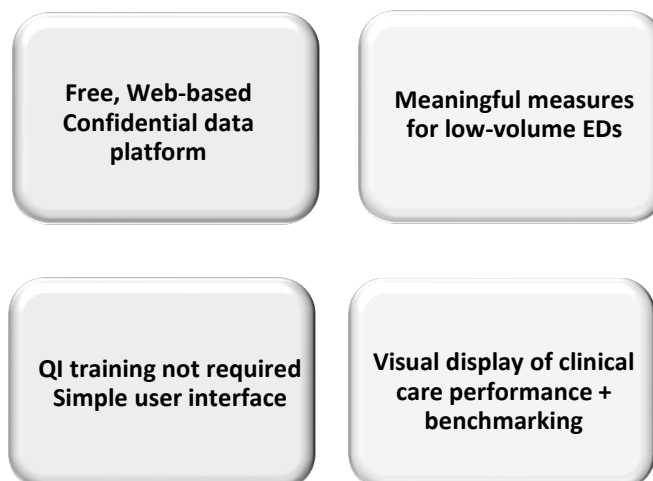 Free, Web-based
Confidential data
platform
Meaningful measures
for low-volume EDs
QI training not required
Simple user interface
Visual display of clinical
care performance +
benchmarking